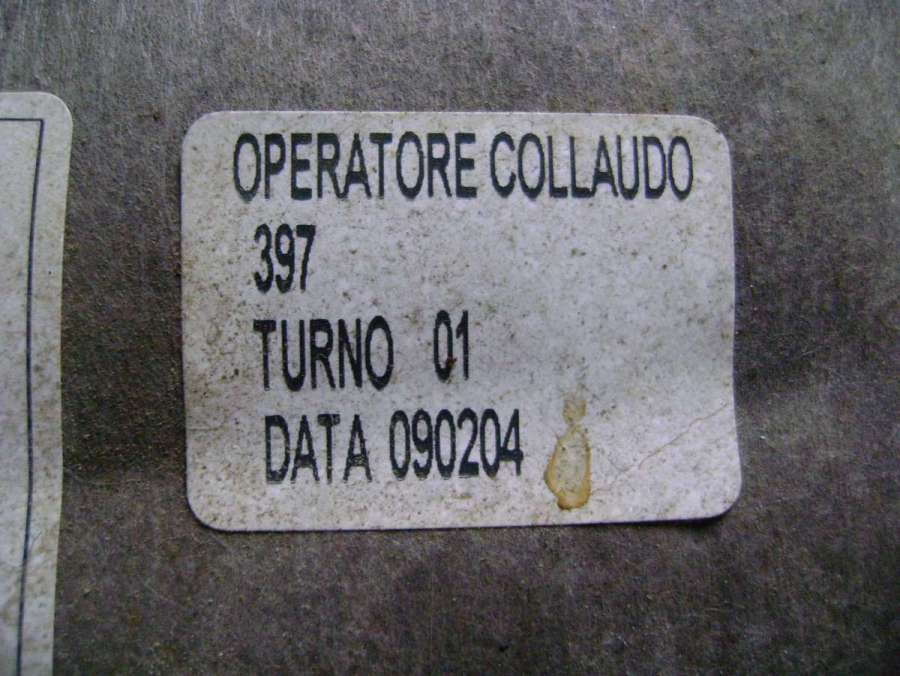 OPERATORE COLLAUDO
397
TURNO 01
DATA 090204